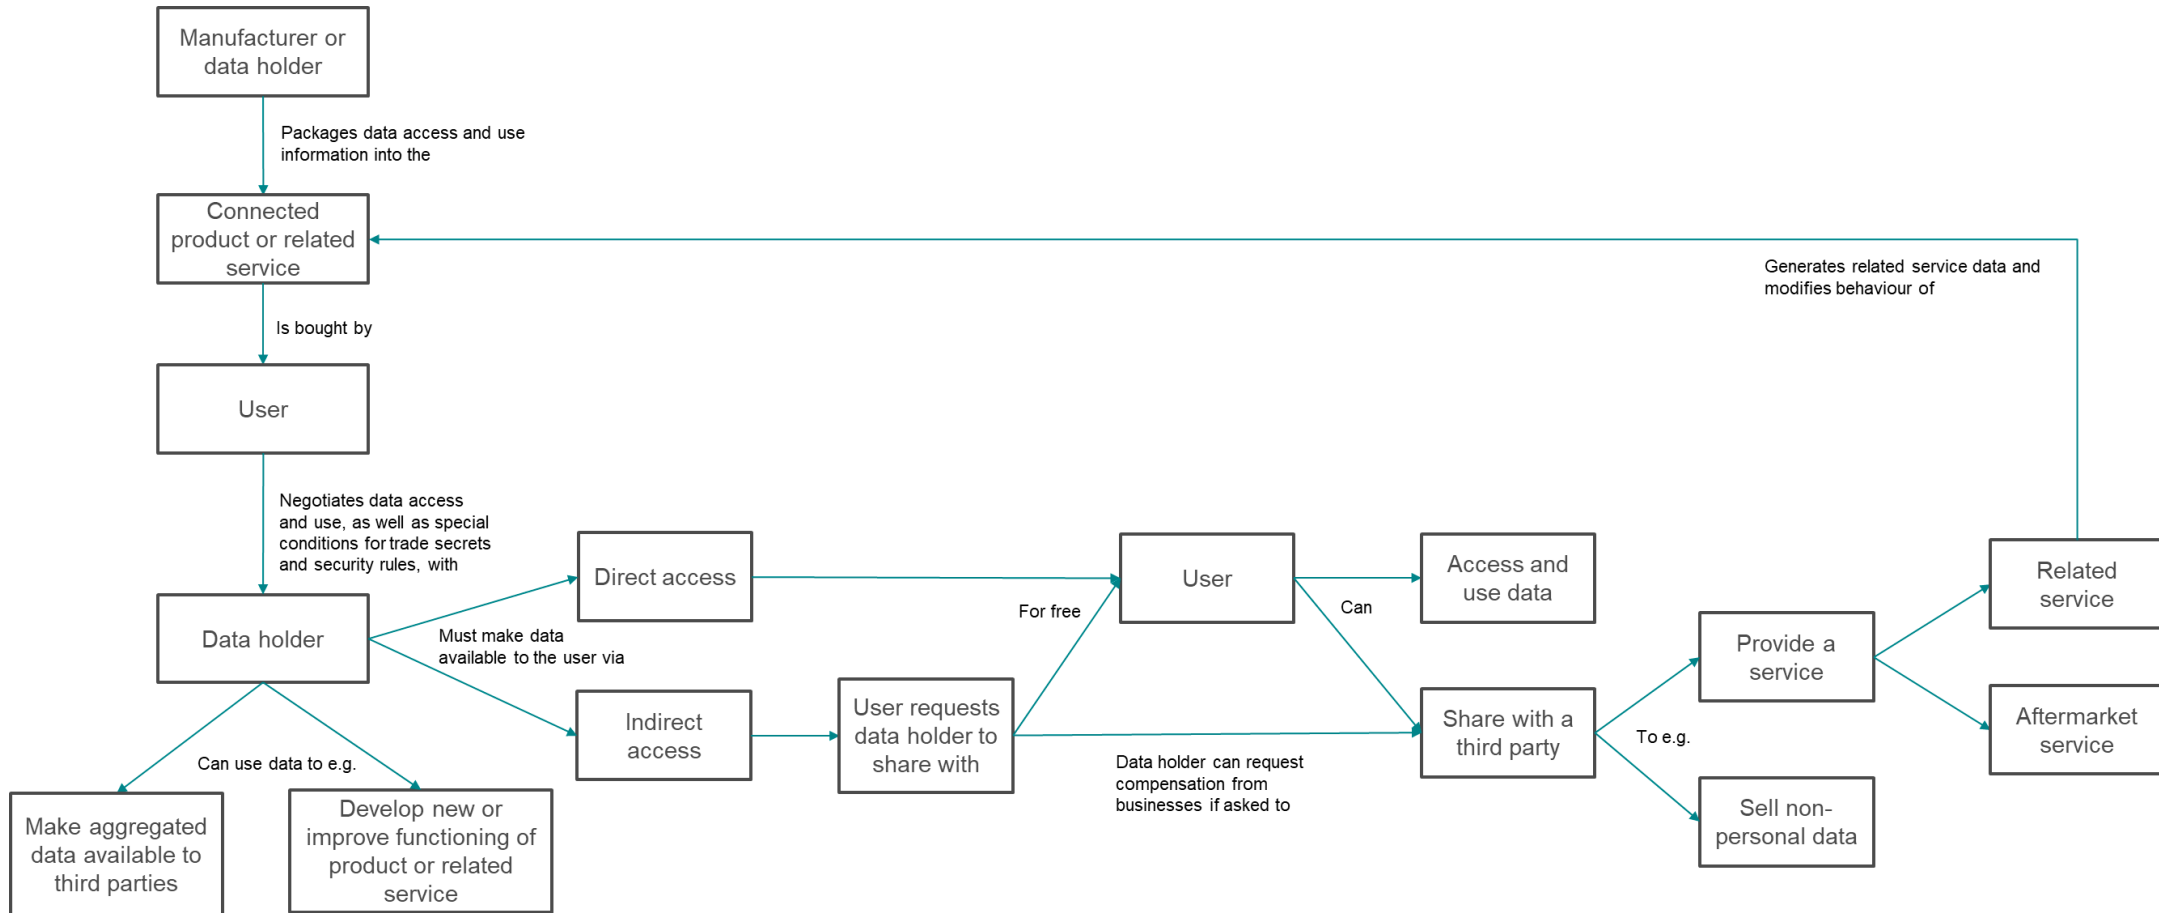 Manufacturer or
data holder
Packages data access and use
information into the
Connected
product or related
service
Generates related service data and
modifies behaviour of
Is bought by
User
Negotiates data access
and use, as well as special
conditions for trade secrets
and security rules, with
Data holder
Must make data
available to the user via
Direct access
Indirect
access
User requests
data holder to
share with
For free
User
Can
Access and
use data
Data holder can request
compensation from
businesses if asked to
Share with a
third party
To e.g.
Provide a
service
Sell non-
personal data
Related
service
Aftermarket
service
Can use data to e.g.
Make aggregated
data available to
third parties
Develop new or
improve functioning of
product or related
service